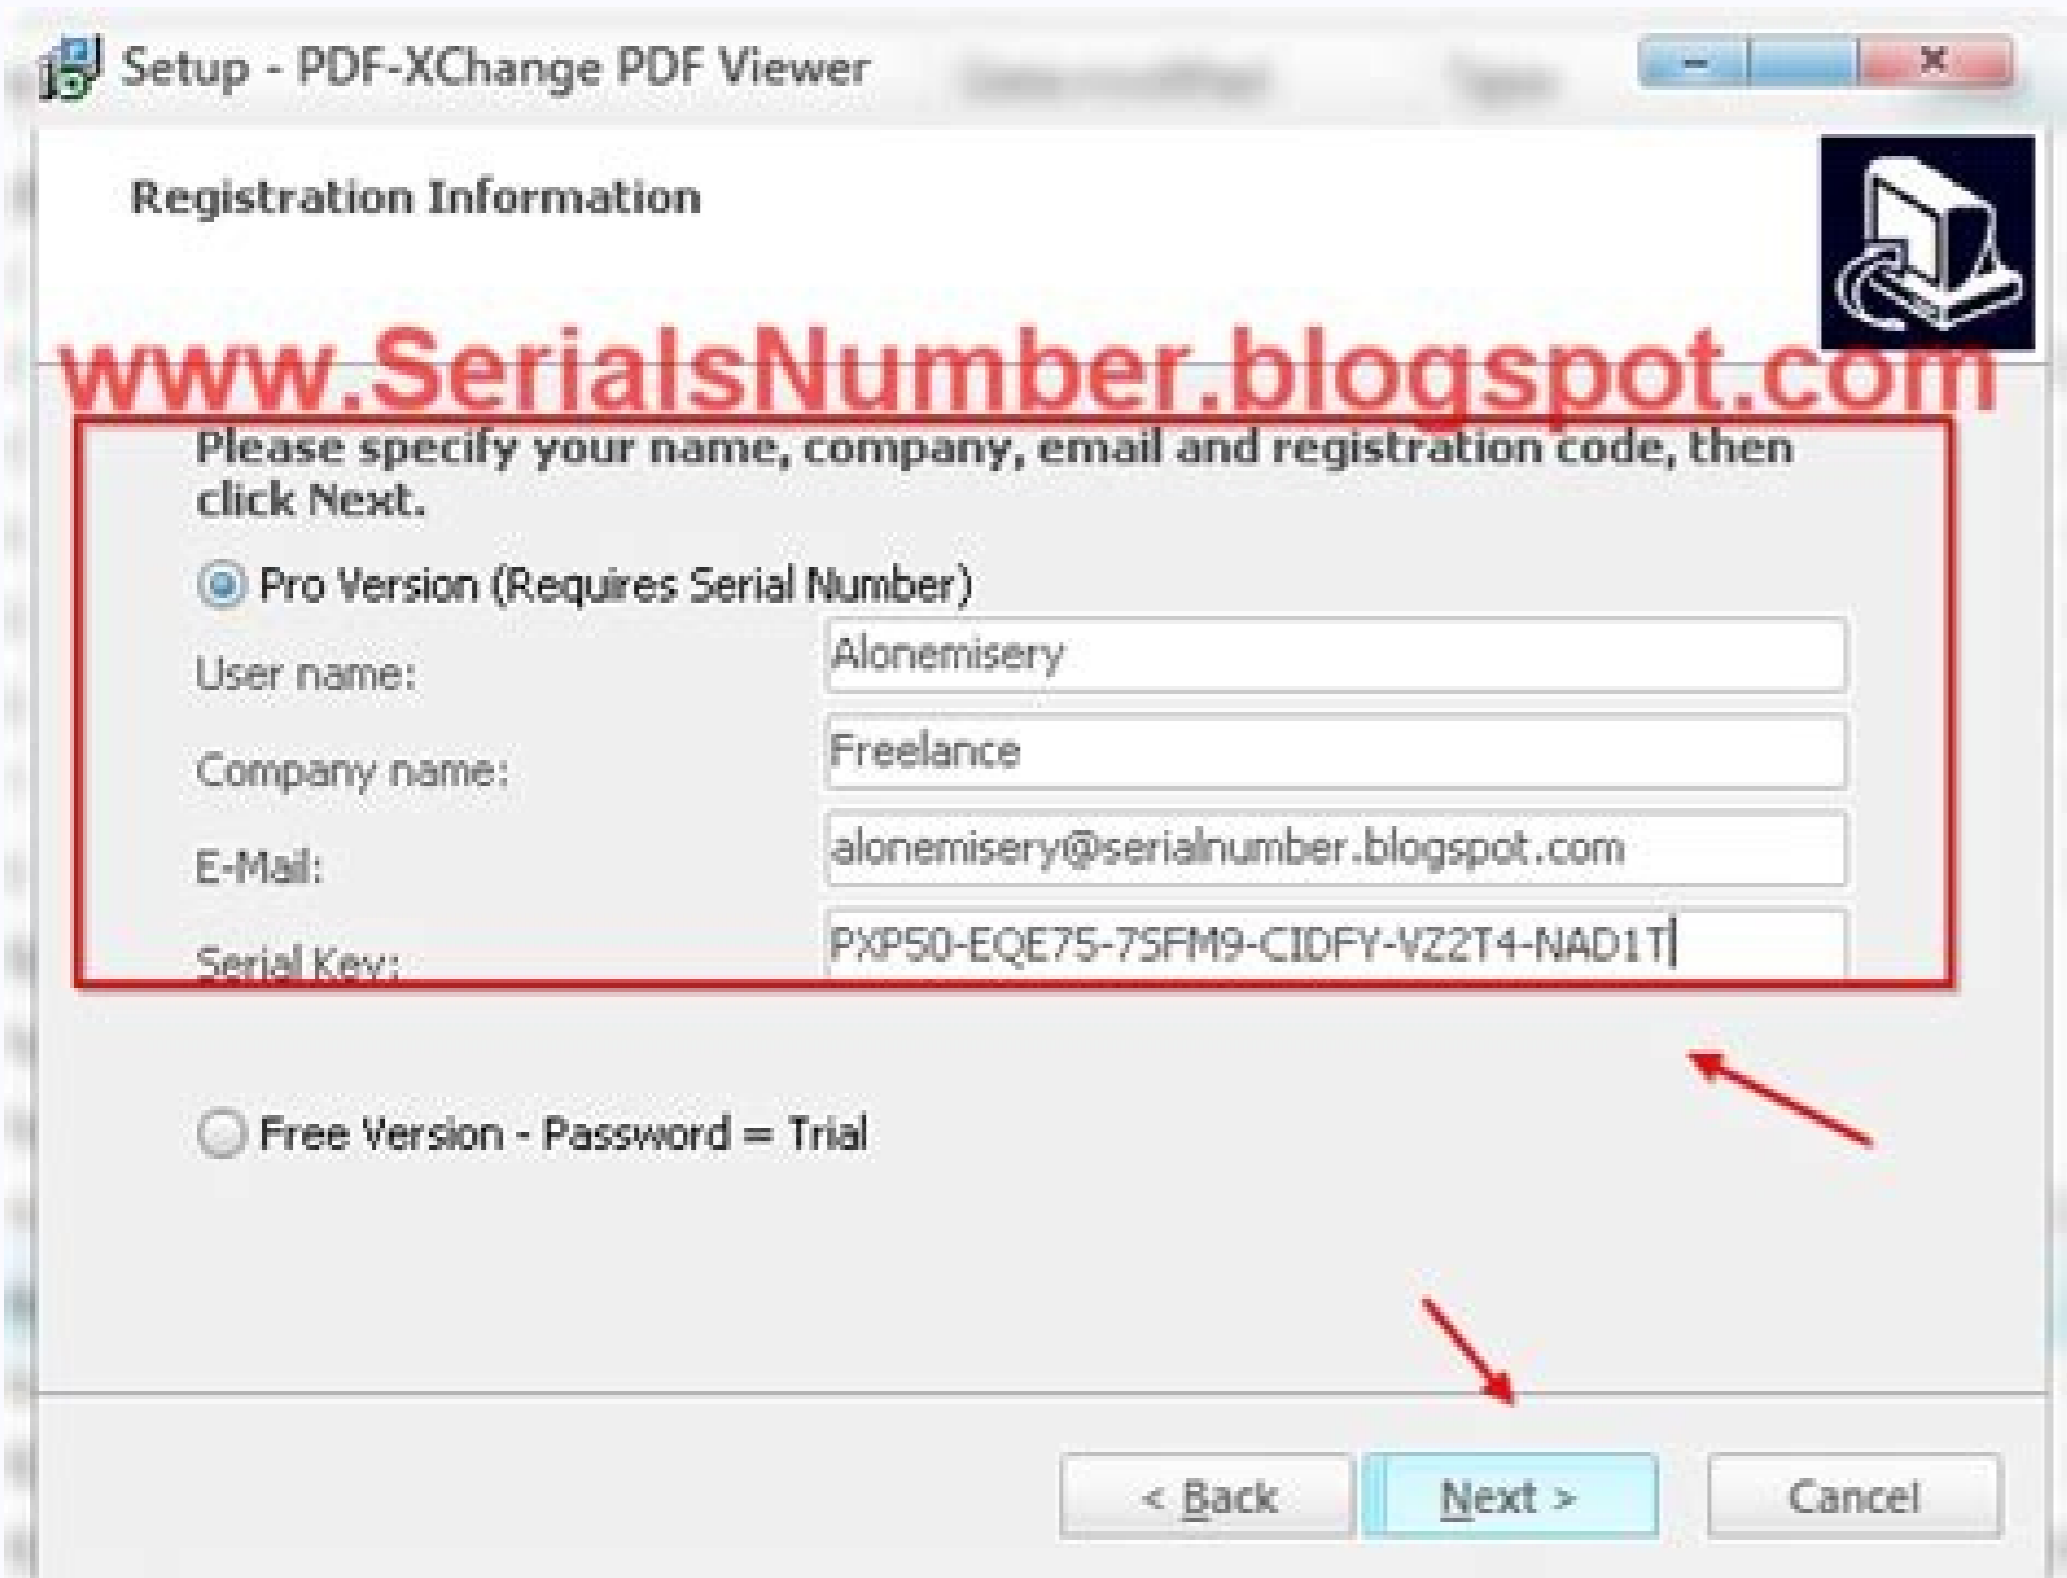 Setup - PDF-XChange PDF Viewer
Registration Information
www.SerialsNumber.blogspot.com
Please specify your name, company, email and registration code, then
click Next.
Pro Version (Requires Serial Number)
User name: Alonemisery
Company name: Freelance
E-Mail: alonemisery@serialnumber.blogspot.com
Serial Key: PXP50-EQE75-7SFM9-CIDFY-VZ2T4-NAD1T
Free Version - Password = Trial
< Back
Next >
Cancel